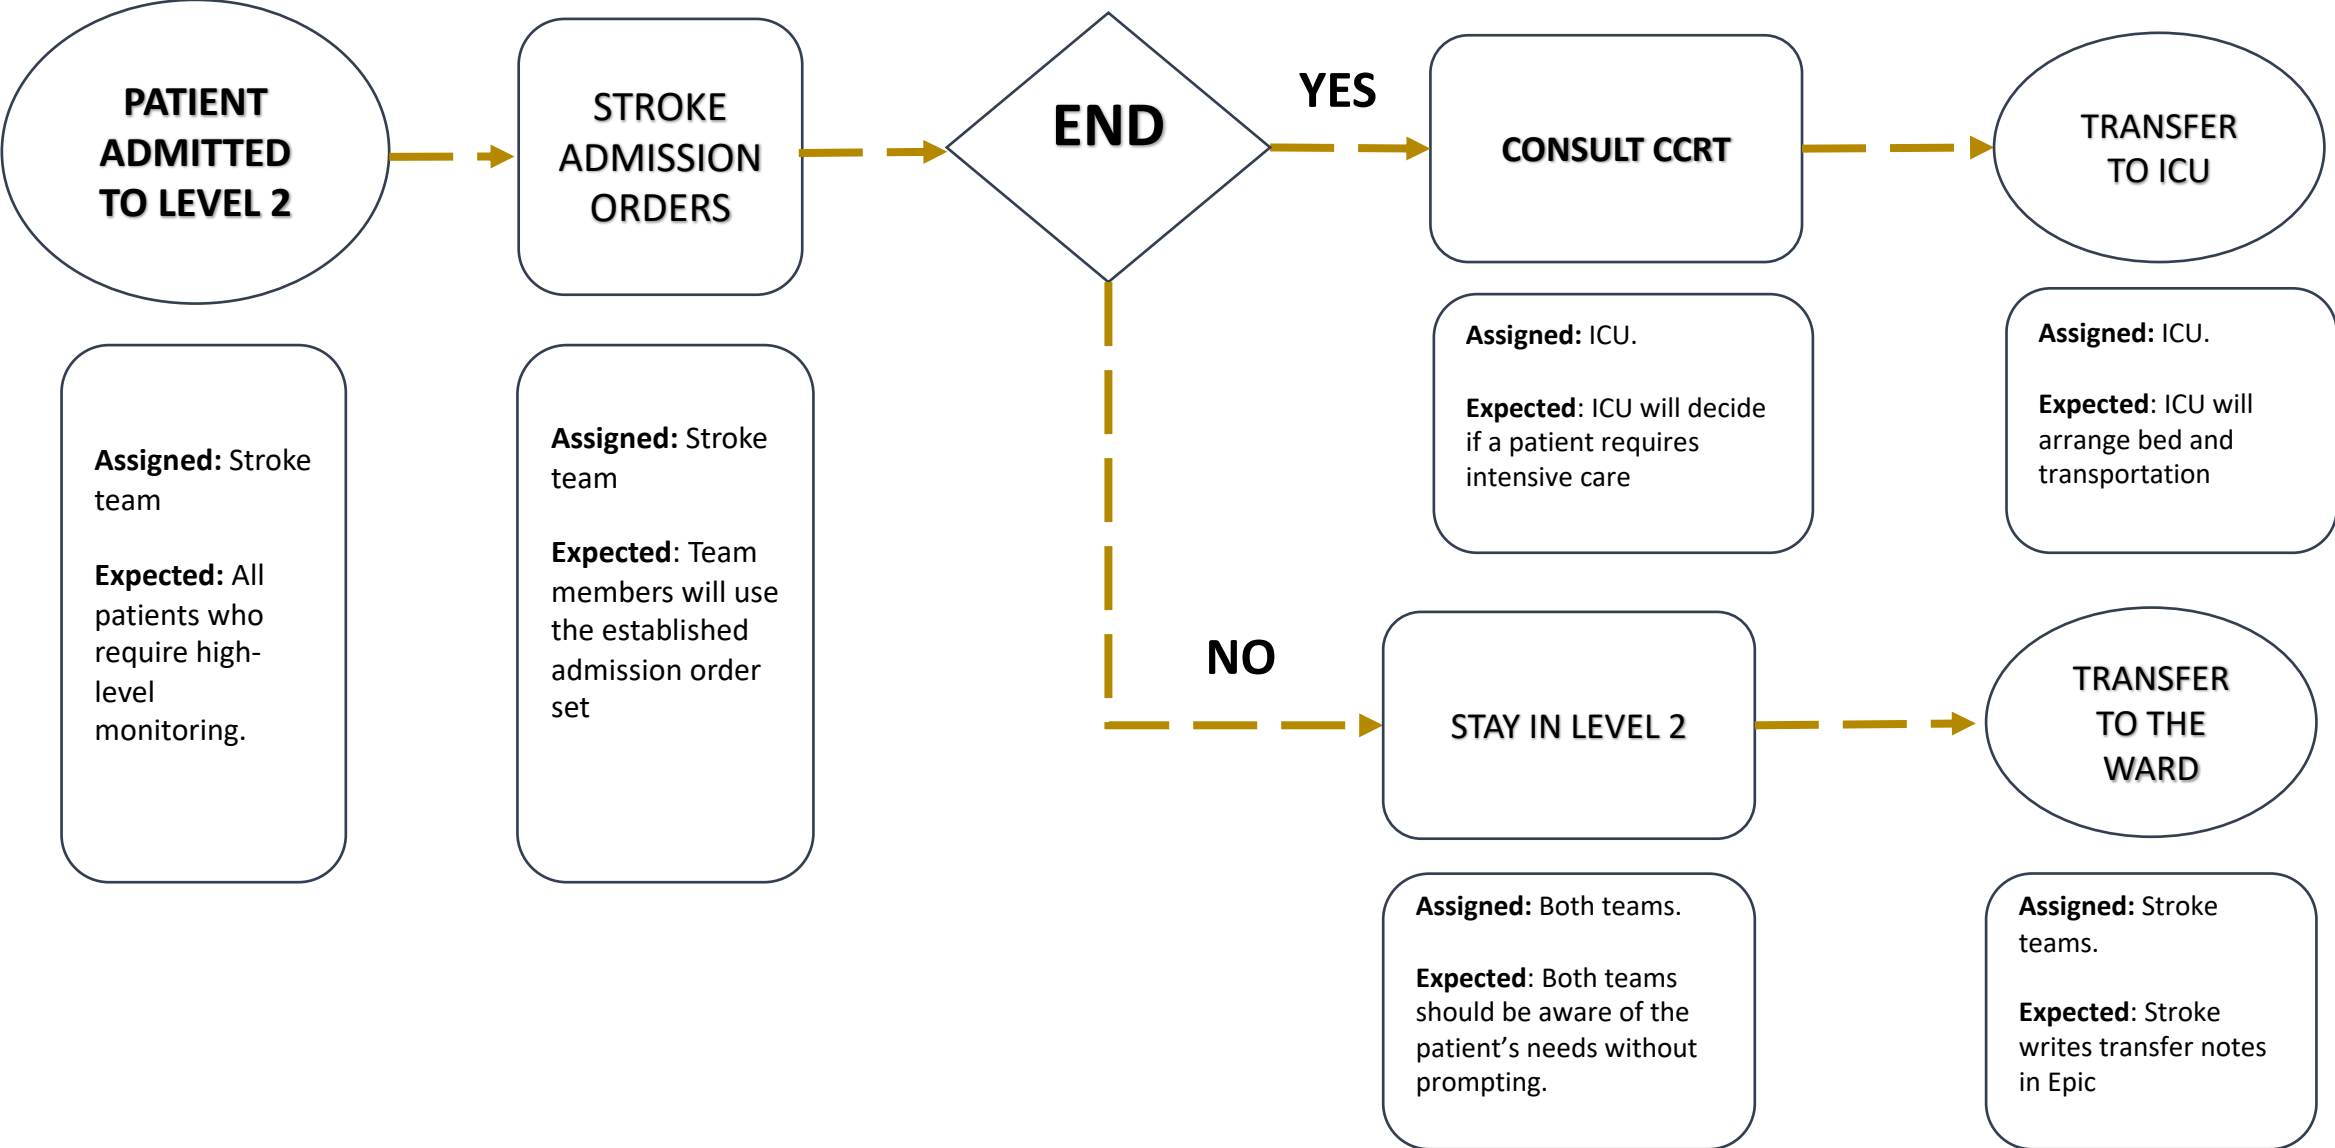 PATIENT
ADMITTED
TO LEVEL 2
STROKE
ADMISSION
ORDERS
END
YES
CONSULT CCRT
TRANSFER
TO ICU
Assigned: Stroke
team
Expected: All
patients who
require high-
level
monitoring.
Assigned: Stroke
team
Expected: Team
members will use
the established
admission order
set
Assigned: ICU.
Expected: ICU will decide
if a patient requires
intensive care
Assigned: ICU.
Expected: ICU will
arrange bed and
transportation
NO
STAY IN LEVEL 2
TRANSFER
TO THE
WARD
Assigned: Both teams.
Expected: Both teams
should be aware of the
patient’s needs without
prompting.
Assigned: Stroke
teams.
Expected: Stroke
writes transfer notes
in Epic